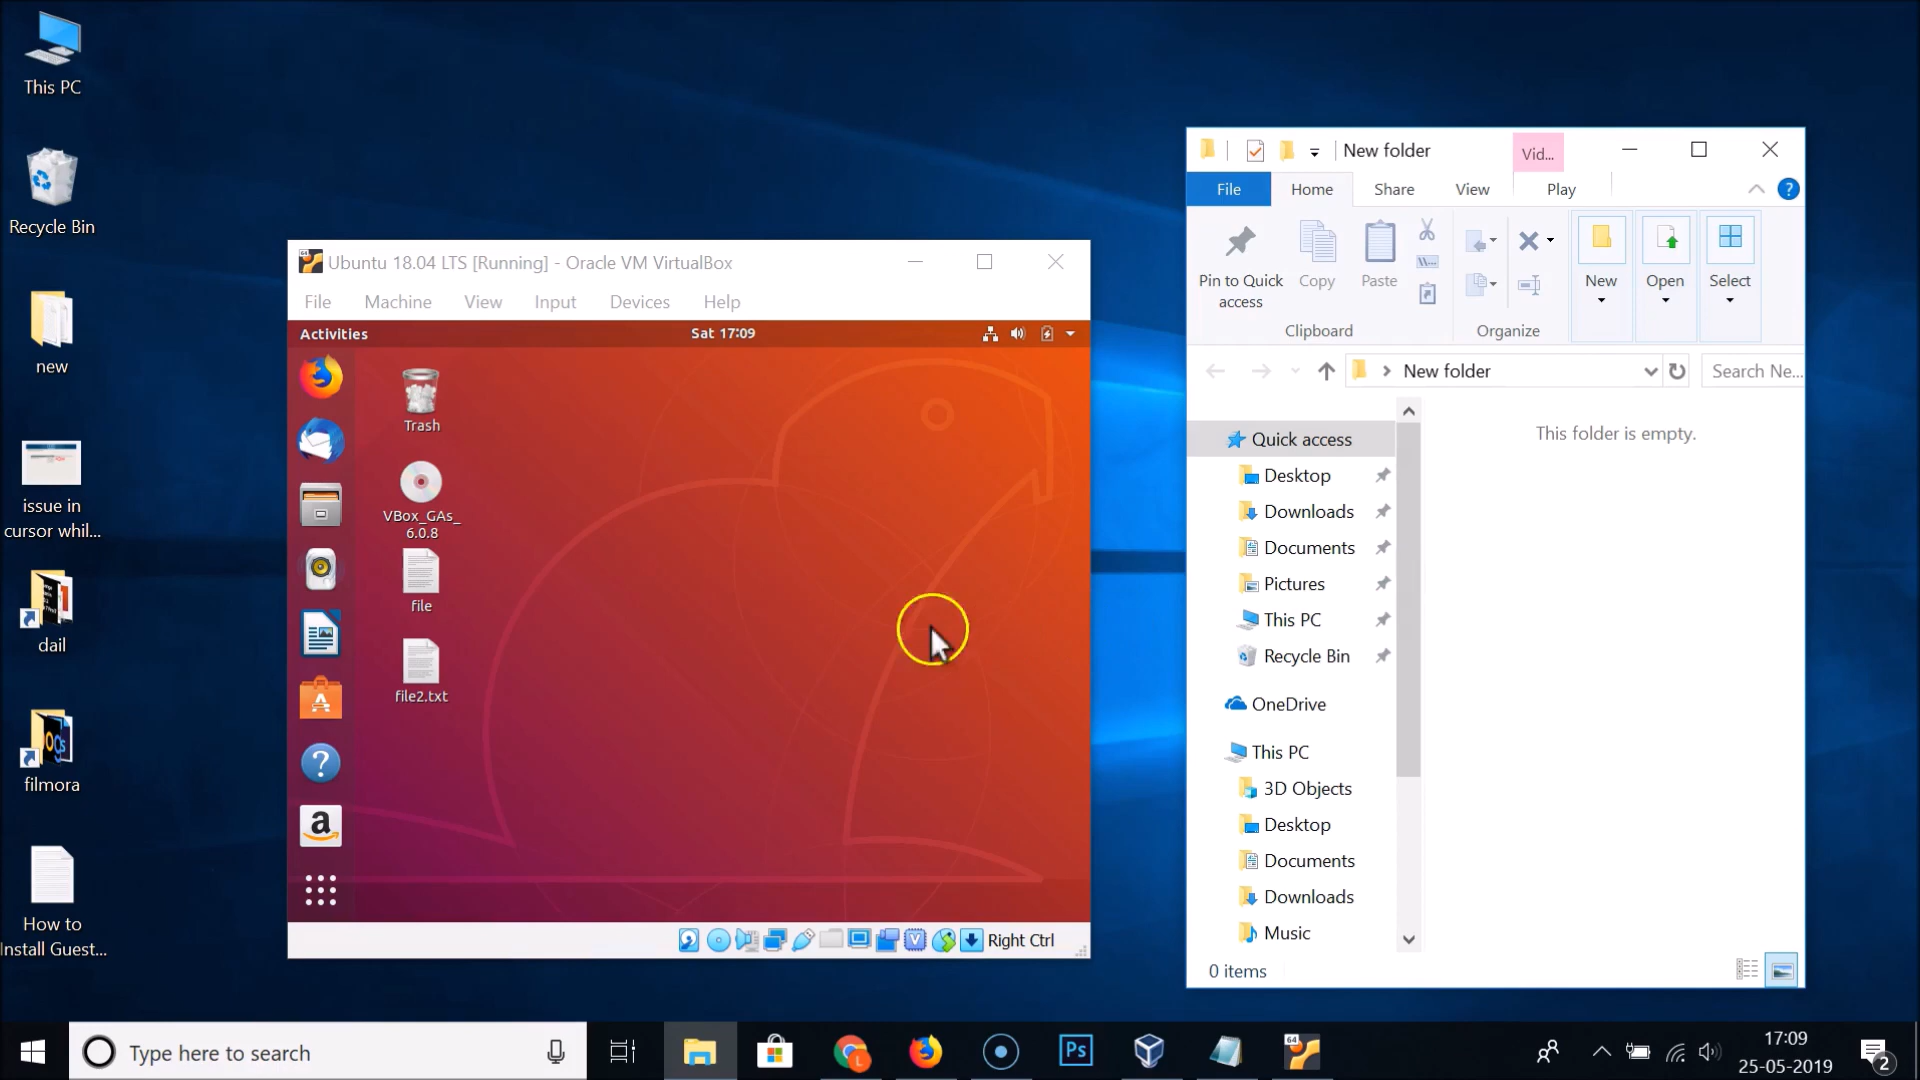 This PC
Recycle Bin
new
issue in
cursor whil...
dail
filmora
How to
Install Guest...
Ubuntu 18.04 LTS [Running] - Oracle VM VirtualBox
File Machine View Input Devices Help
Activities
Sat 17:09
Trash
VBox_GAs_
6.0.8
file
file2.txt
Right Ctrl
New folder
Vid...
File Home Share View Play
Pin to Quick
access
Copy
Paste
New
Open
Select
Clipboard
Organize
New folder
Search Ne...
Quick access
Desktop
Downloads
Documents
Pictures
This PC
Recycle Bin
OneDrive
This PC
3D Objects
Desktop
Documents
Downloads
Music
This folder is empty.
0 items
Type here to search
Ps
64
17:09
25-05-2019
2